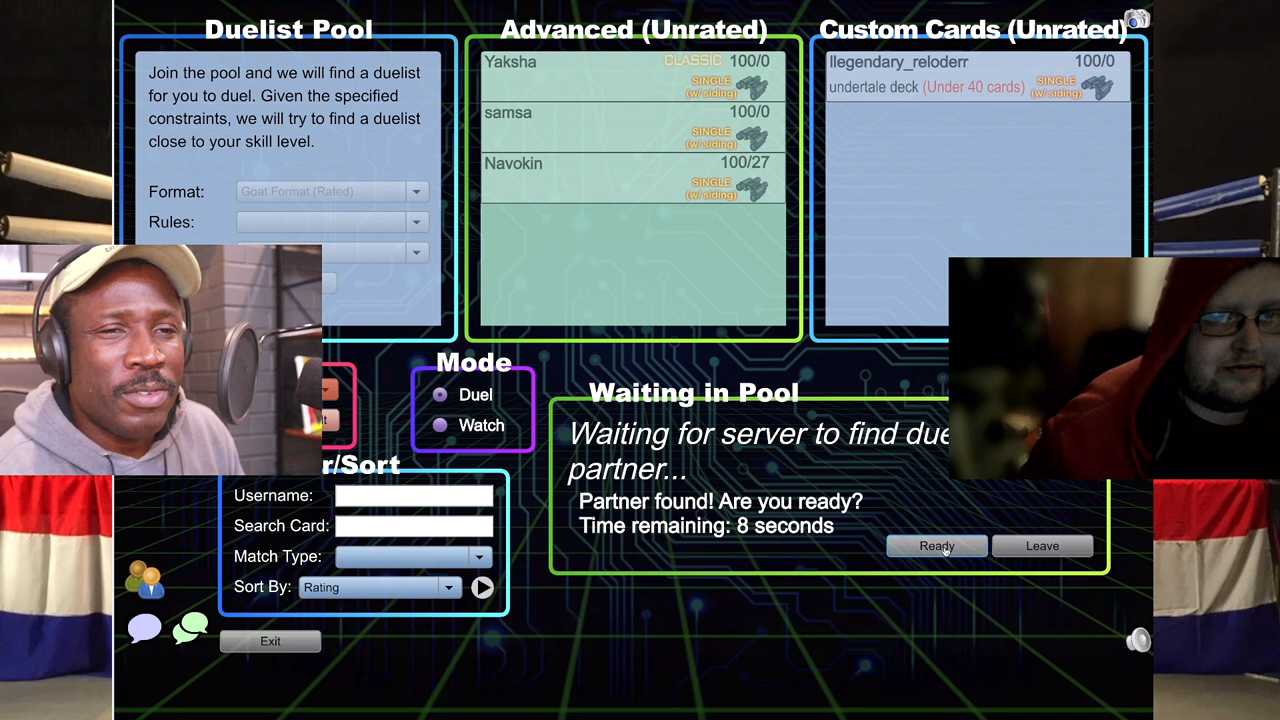 Duelist Pool
Join the pool and we will find a duelist
for you to duel. Given the specified
constraints, we will try to find a duelist
close to your skill level.
Format: Goat Format (Rated)
Rules:
Advanced (Unrated)
Yaksha CLASSIC 100/0
SINGLE
(w/ siding)
samsa 100/0
SINGLE
(w/ siding)
Navokin 100/27
SINGLE
(w/ siding)
Custom Cards (Unrated)
llegendary_reloderr 100/0
undertale deck (Under 40 cards) SINGLE
(w/ siding)
Mode
Duel
Watch
Waiting in Pool
Waiting for server to find due
partner...
Partner found! Are you ready?
Time remaining: 8 seconds
Ready Leave
r/Sort
Username:
Search Card:
Match Type:
Sort By: Rating
Exit